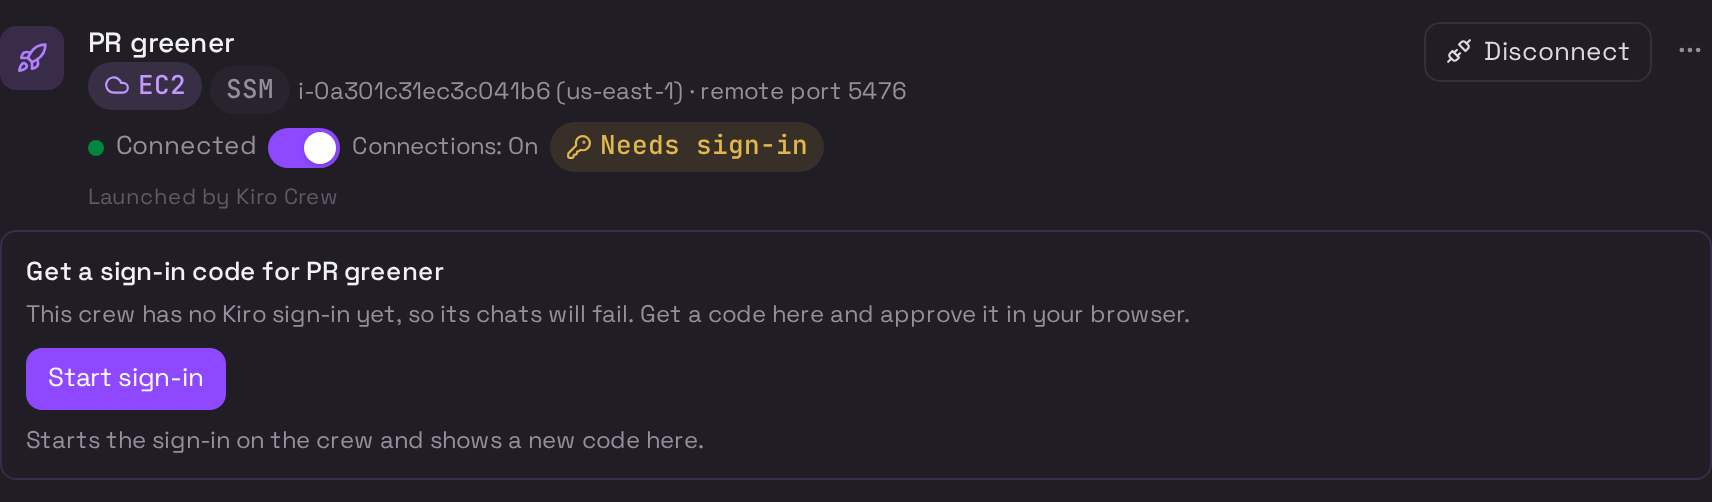 PR greener
Disconnect
EC2 SSM i-0a301c31ec3c041b6 (us-east-1) · remote port 5476
Connected Connections: On Needs sign-in
Launched by Kiro Crew
Get a sign-in code for PR greener
This crew has no Kiro sign-in yet, so its chats will fail. Get a code here and approve it in your browser.
Start sign-in
Starts the sign-in on the crew and shows a new code here.